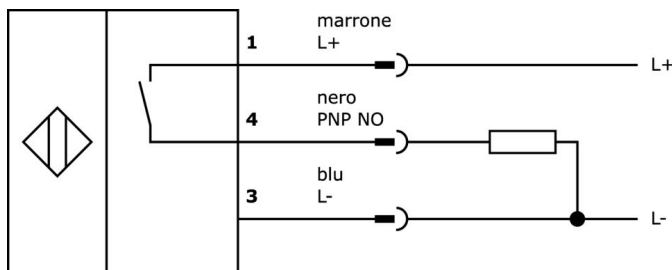 marrone
1 L+ L+
nero
4 PNP NO
blu
3 L- L-